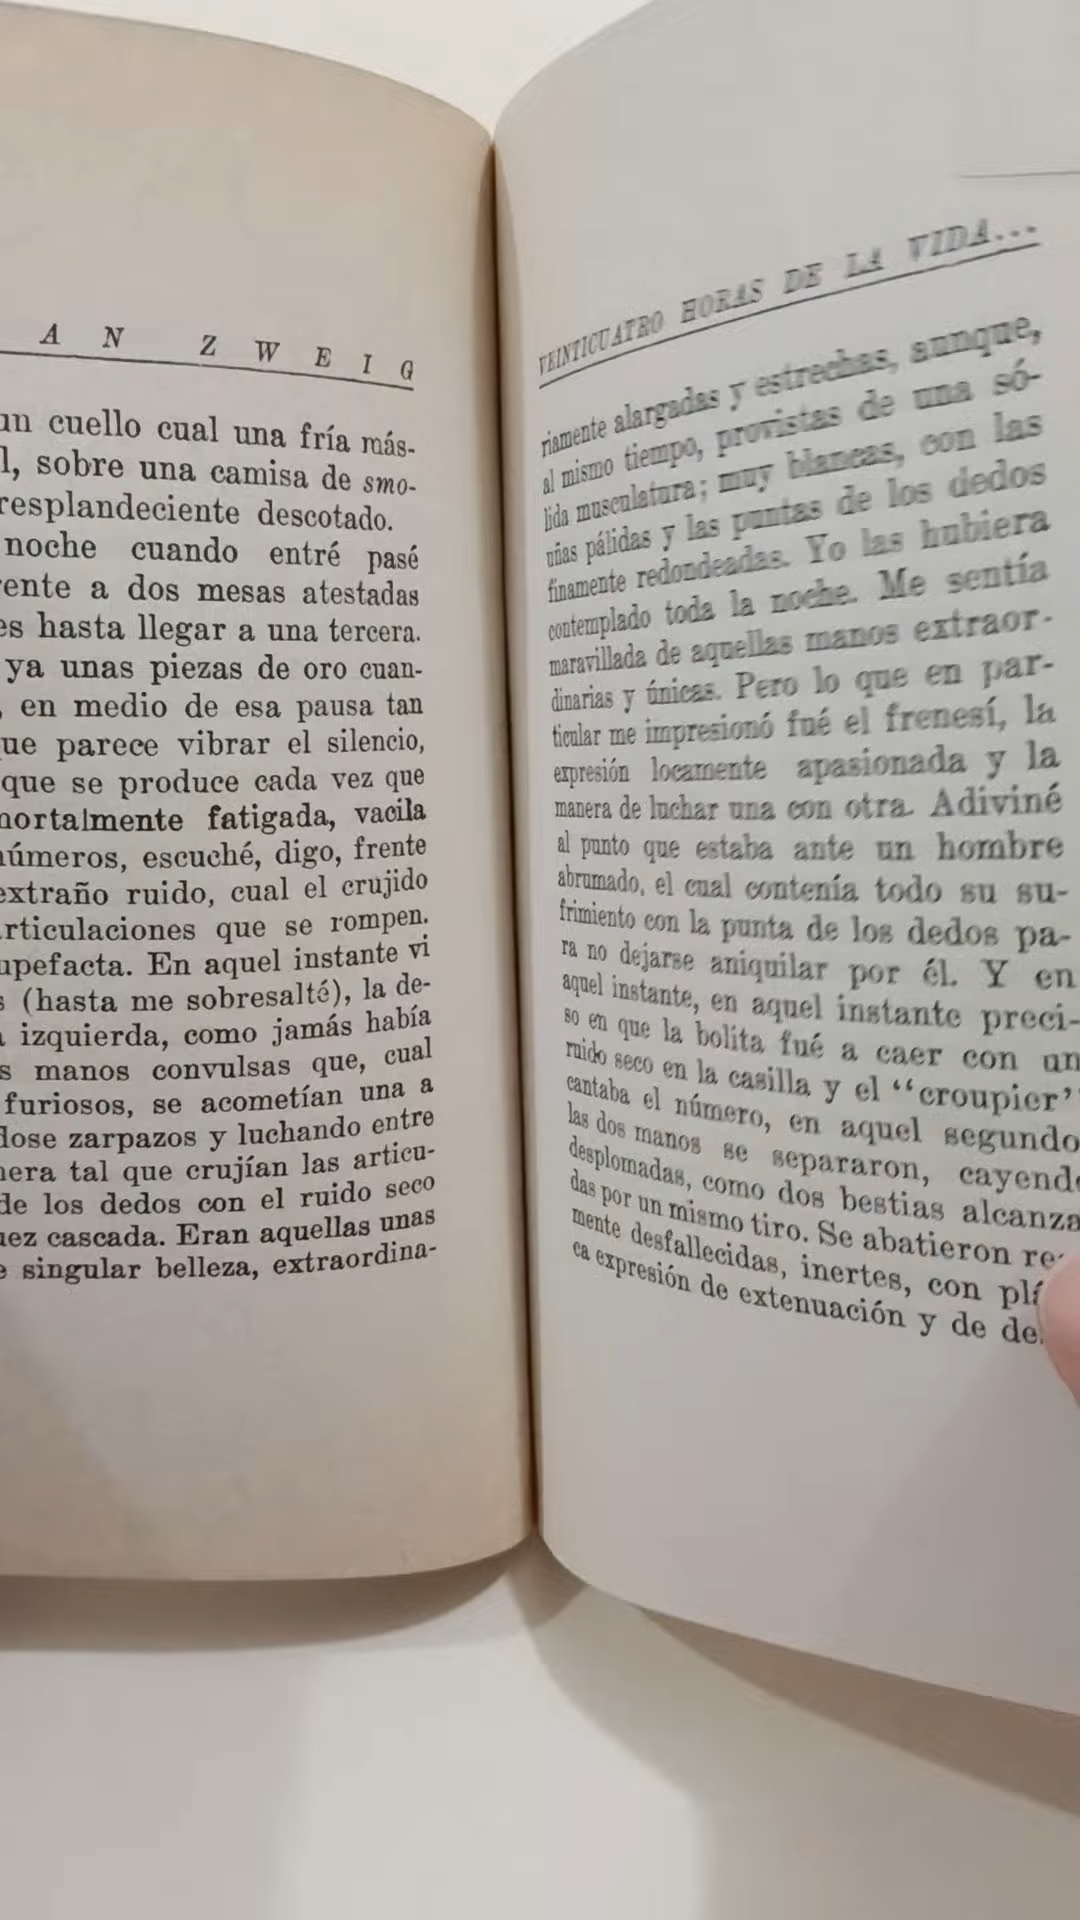 AN ZWEIG
un cuello cual una fría más-
l, sobre una camisa de smo-
resplandeciente descotado.
noche cuando entré pasé
ente a dos mesas atestadas
es hasta llegar a una tercera.
ya unas piezas de oro cuan-
, en medio de esa pausa tan
ue parece vibrar el silencio,
que se produce cada vez que
mortalmente fatigada, vacila
números, escuché, digo, frente
extraño ruido, cual el crujido
rticulaciones que se rompen.
upefacta. En aquel instante vi
s (hasta me sobresalté), la de-
a izquierda, como jamás había
s manos convulsas que, cual
furiosos, se acometían una a
dose zarpazos y luchando entre
nera tal que crujían las articu-
de los dedos con el ruido seco
uez cascada. Eran aquellas unas
e singular belleza, extraordina-
VEINTICUATRO HORAS DE LA VIDA...
riamente alargadas y estrechas, aunque,
al mismo tiempo, provistas de una só-
lida musculatura; muy blancas, con las
uñas pálidas y las puntas de los dedos
finamente redondeadas. Yo las hubiera
contemplado toda la noche. Me sentía
maravillada de aquellas manos extraor-
dinarias y únicas. Pero lo que en par-
ticular me impresionó fué el frenesí, la
expresión locamente apasionada y la
manera de luchar una con otra. Adiviné
al punto que estaba ante un hombre
abrumado, el cual contenía todo su su-
frimiento con la punta de los dedos pa-
ra no dejarse aniquilar por él. Y en
aquel instante, en aquel instante preci-
so en que la bolita fué a caer con un
ruido seco en la casilla y el "croupier"
cantaba el número, en aquel segundo
las dos manos se separaron, cayendo
desplomadas, como dos bestias alcanza
das por un mismo tiro. Se abatieron re
mente desfallecidas, inertes, con plá
ca expresión de extenuación y de de